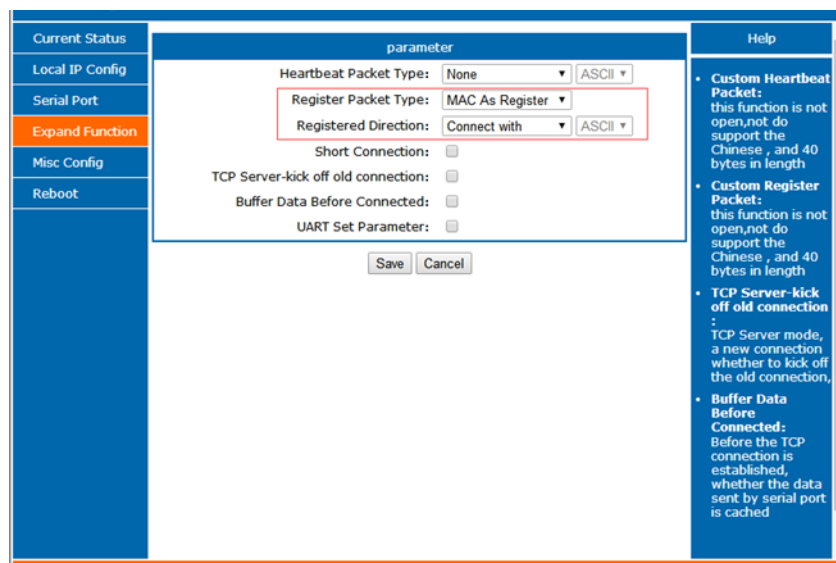 Current Status
Local IP Config
Serial Port
Expand Function
Misc Config
Reboot
parameter
Heartbeat Packet Type: None ASCII
Register Packet Type: MAC As Register
Registered Direction: Connect with ASCII
Short Connection:
TCP Server-kick off old connection:
Buffer Data Before Connected:
UART Set Parameter:
Save Cancel
Help
• Custom Heartbeat
Packet:
this function is not
open,not do
support the
Chinese , and 40
bytes in length
• Custom Register
Packet:
this function is not
open,not do
support the
Chinese , and 40
bytes in length
• TCP Server-kick
off old connection
:
TCP Server mode,
a new connection
whether to kick off
the old connection,
• Buffer Data
Before
Connected:
Before the TCP
connection is
established,
whether the data
sent by serial port
is cached